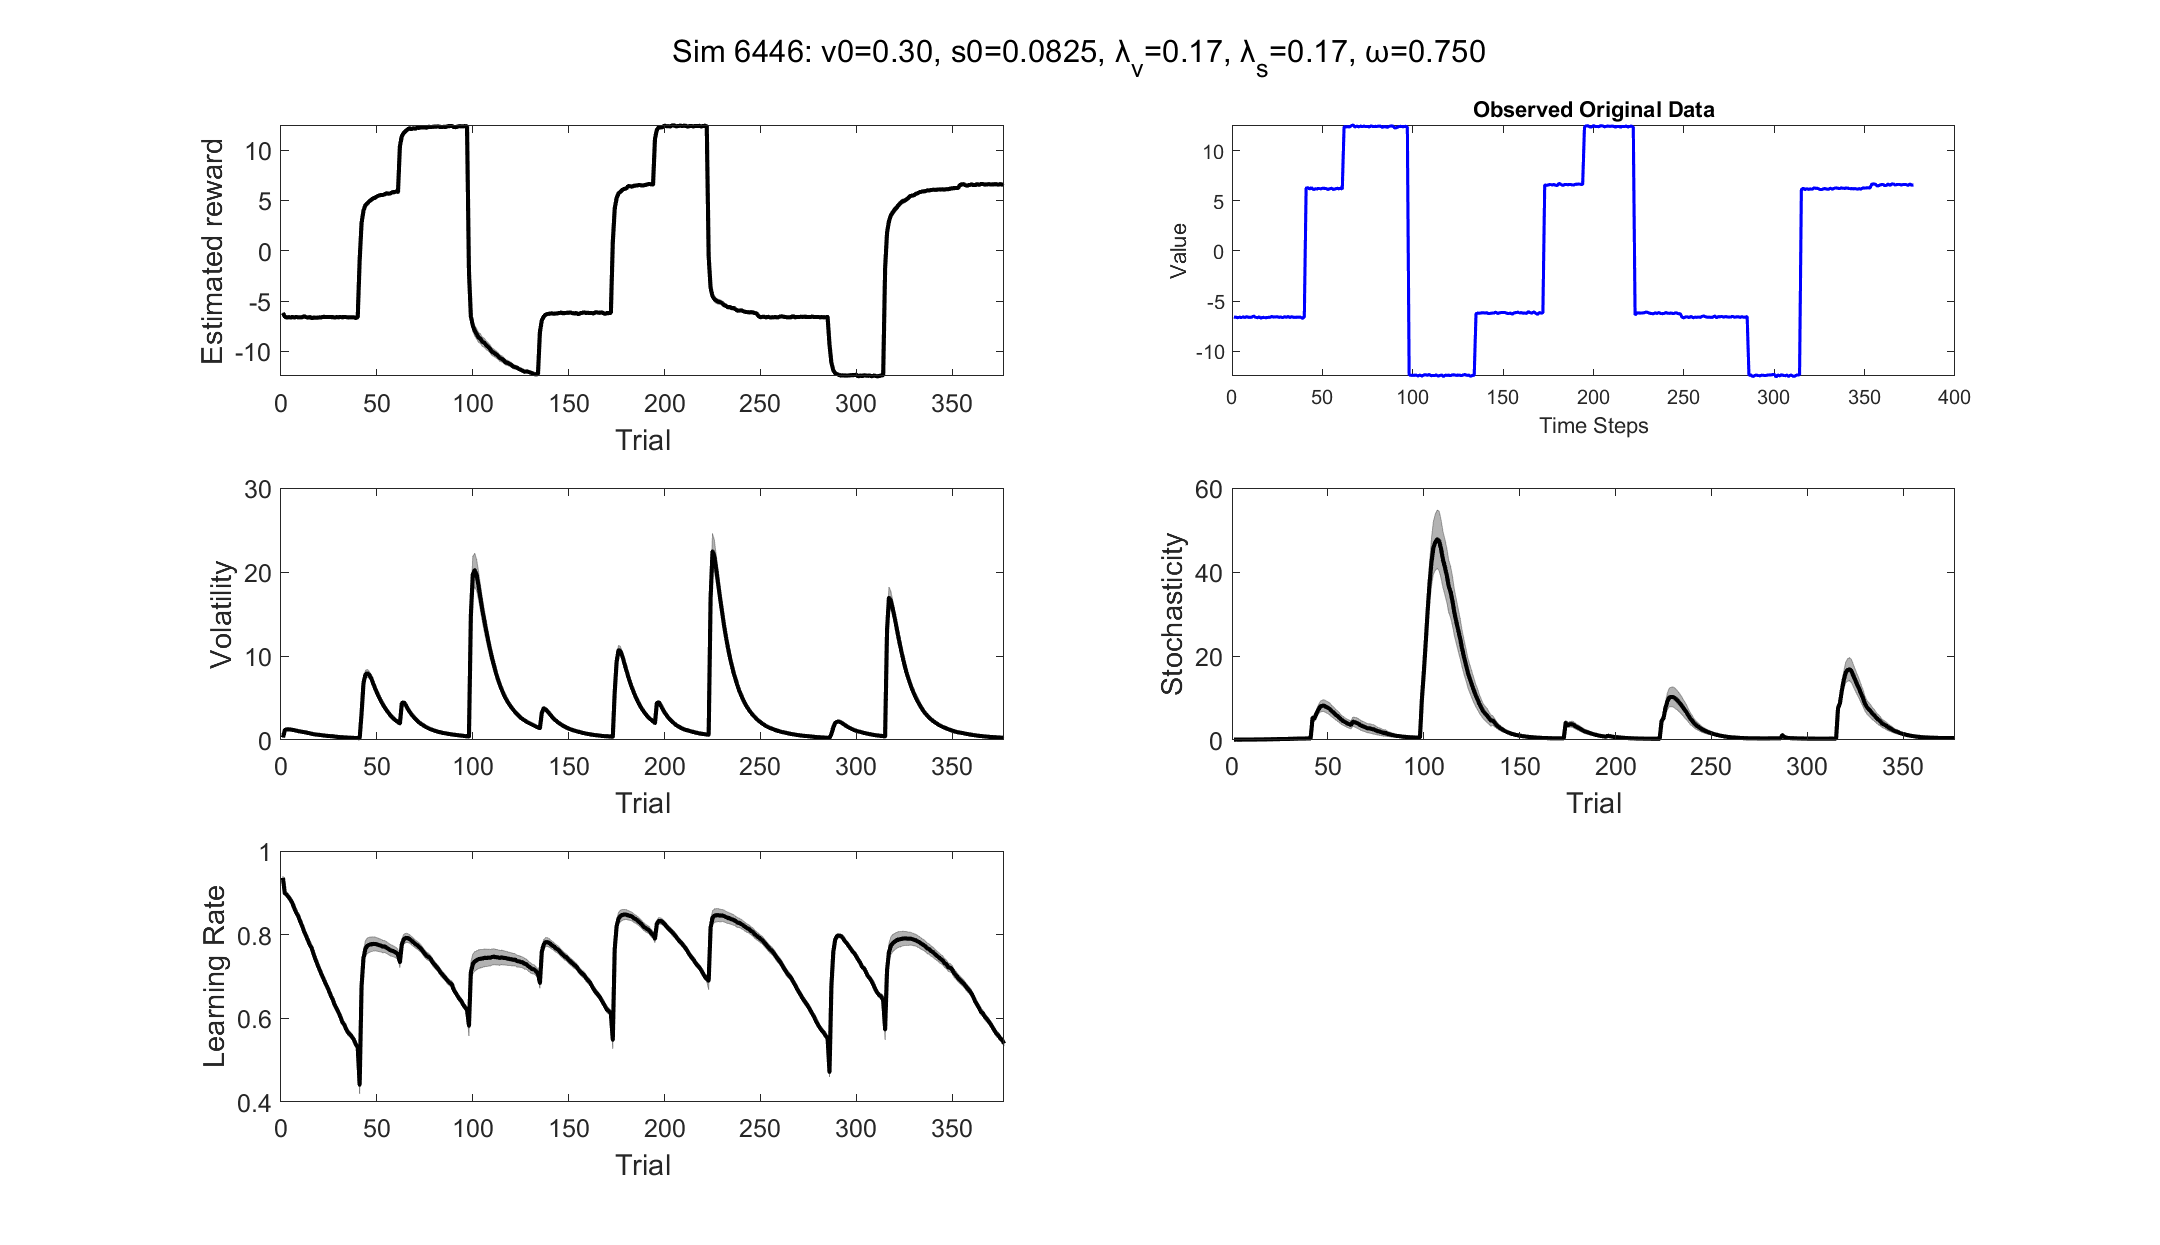 Sim 6446: v0=0.30, s0=0.0825, λ_v=0.17, λ_s=0.17, ω=0.750
Estimated reward
10
5
0
-5
-10
0 50 100 150 200 250 300 350
Trial
Observed Original Data
Value
10
5
0
-5
-10
0 50 100 150 200 250 300 350 400
Time Steps
Volatility
30
20
10
0
0 50 100 150 200 250 300 350
Trial
Stochasticity
60
40
20
0
0 50 100 150 200 250 300 350
Trial
Learning Rate
1
0.8
0.6
0.4
0 50 100 150 200 250 300 350
Trial